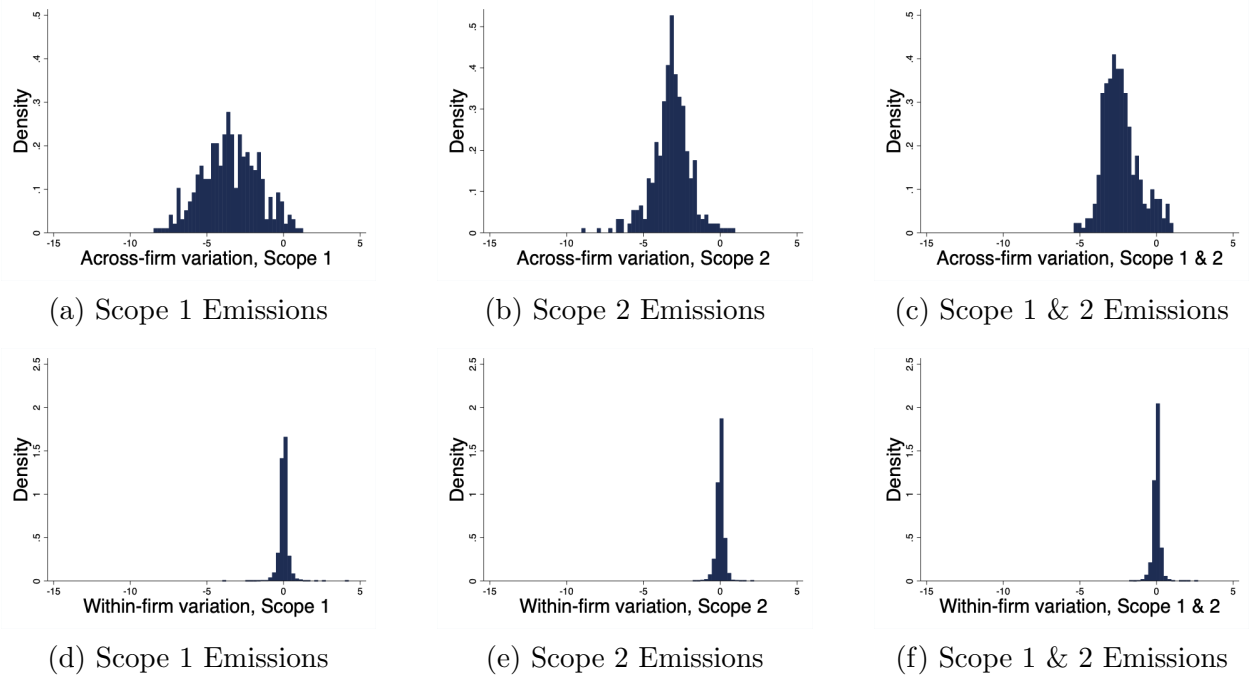 Density
.5
.4
.3
.2
.1
0
-15 -10 -5 0 5
Across-firm variation, Scope 1
(a) Scope 1 Emissions
Density
.5
.4
.3
.2
.1
0
-15 -10 -5 0 5
Across-firm variation, Scope 2
(b) Scope 2 Emissions
Density
.5
.4
.3
.2
.1
0
-15 -10 -5 0 5
Across-firm variation, Scope 1 & 2
(c) Scope 1 & 2 Emissions
Density
2.5
2
1.5
1
.5
0
-15 -10 -5 0 5
Within-firm variation, Scope 1
(d) Scope 1 Emissions
Density
2.5
2
1.5
1
.5
0
-15 -10 -5 0 5
Within-firm variation, Scope 2
(e) Scope 2 Emissions
Density
2.5
2
1.5
1
.5
0
-15 -10 -5 0 5
Within-firm variation, Scope 1 & 2
(f) Scope 1 & 2 Emissions